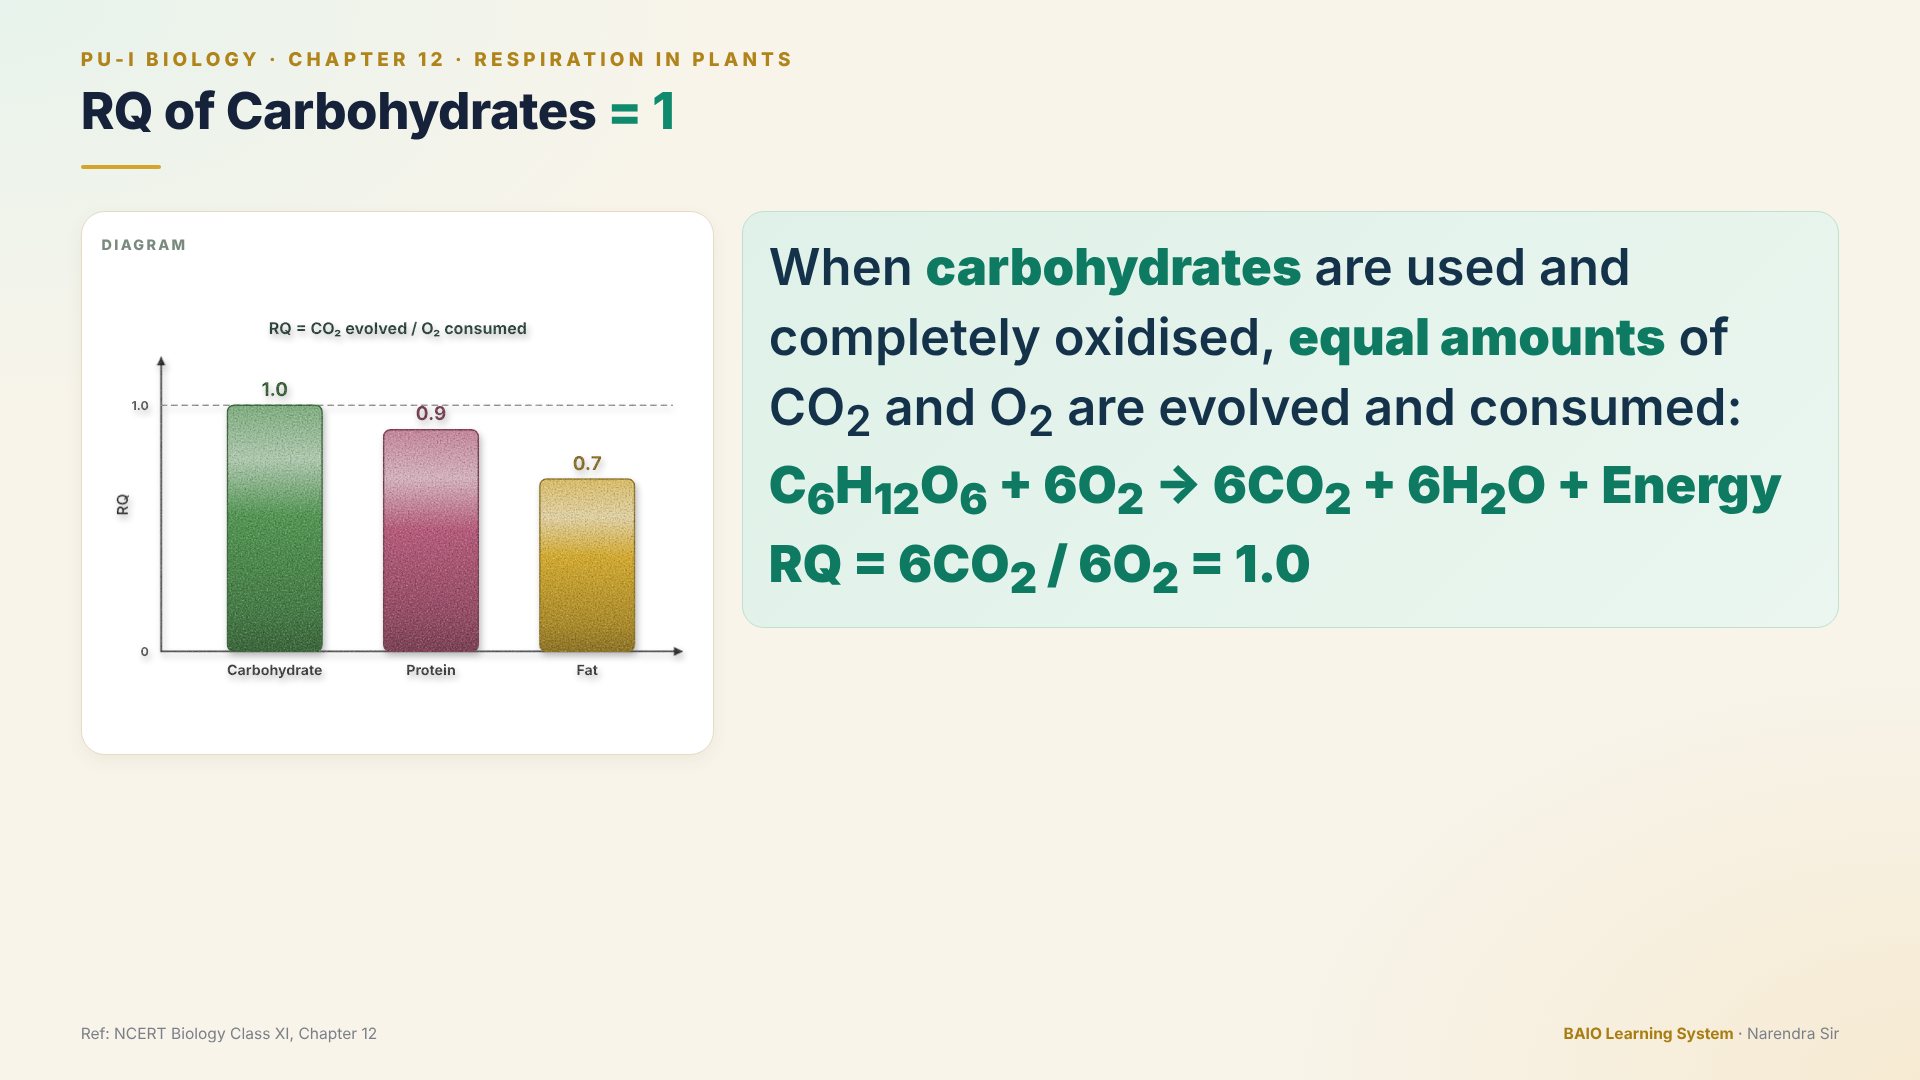 PU-I BIOLOGY · CHAPTER 12 · RESPIRATION IN PLANTS
RQ of Carbohydrates = 1
DIAGRAM
RQ = CO₂ evolved / O₂ consumed
1.0
1.0
0.9
0.7
RQ
0
Carbohydrate
Protein
Fat
When carbohydrates are used and
completely oxidised, equal amounts of
CO₂ and O₂ are evolved and consumed:
C₆H₁₂O₆ + 6O₂ → 6CO₂ + 6H₂O + Energy
RQ = 6CO₂ / 6O₂ = 1.0
Ref: NCERT Biology Class XI, Chapter 12
BAIO Learning System · Narendra Sir